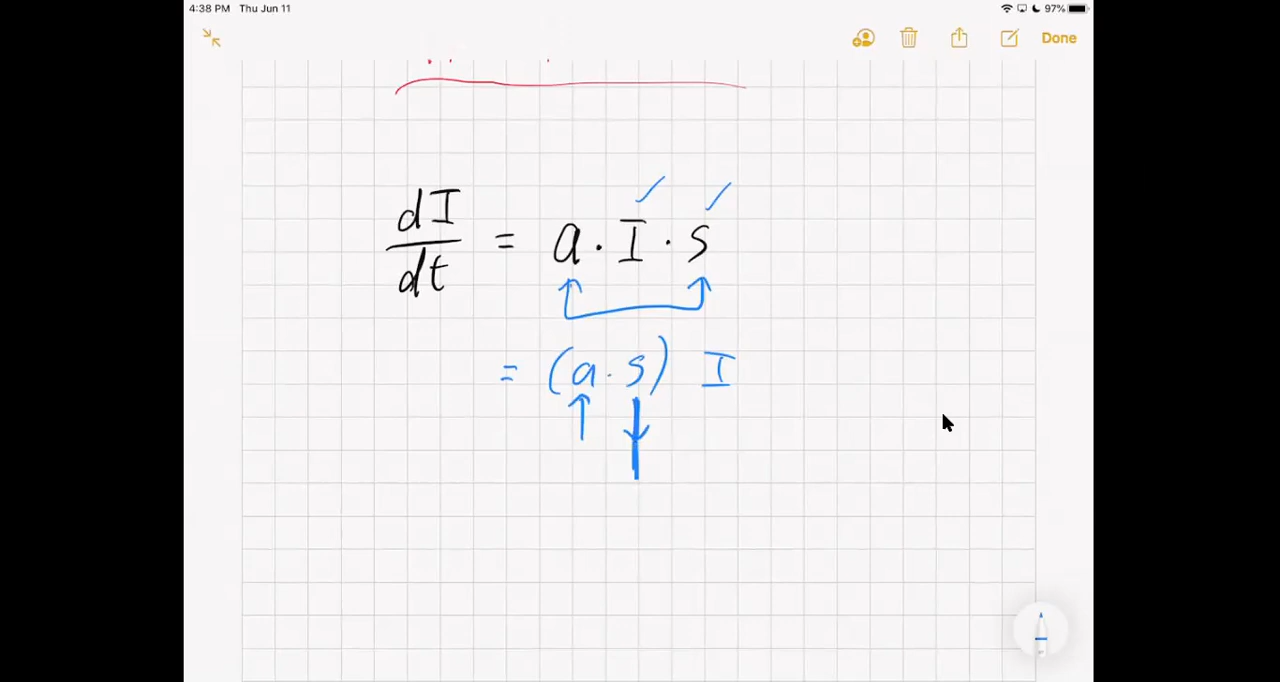 4:38 PM Thu Jun 11 97%
Done
dI/dt = a · I · s
= (a · s) I